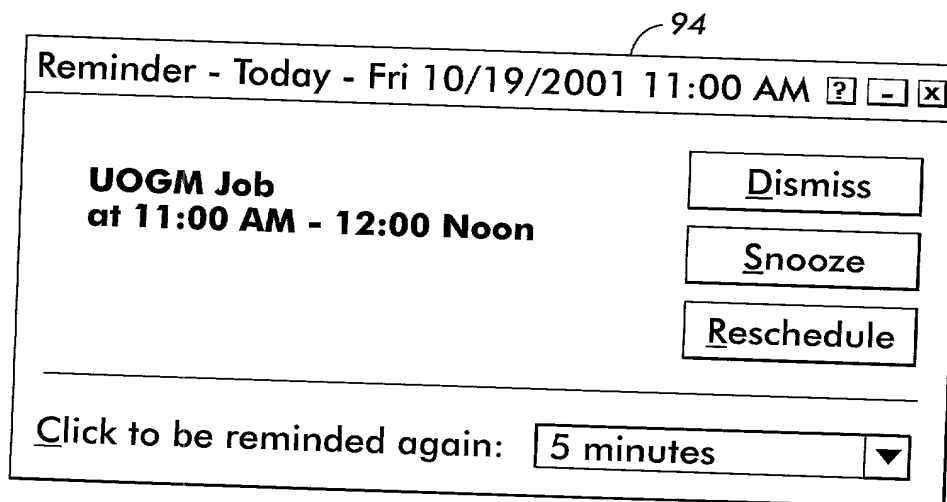 94
Reminder - Today - Fri 10/19/2001 11:00 AM ? - x
UOGM Job
at 11:00 AM - 12:00 Noon
Dismiss
Snooze
Reschedule
Click to be reminded again: 5 minutes